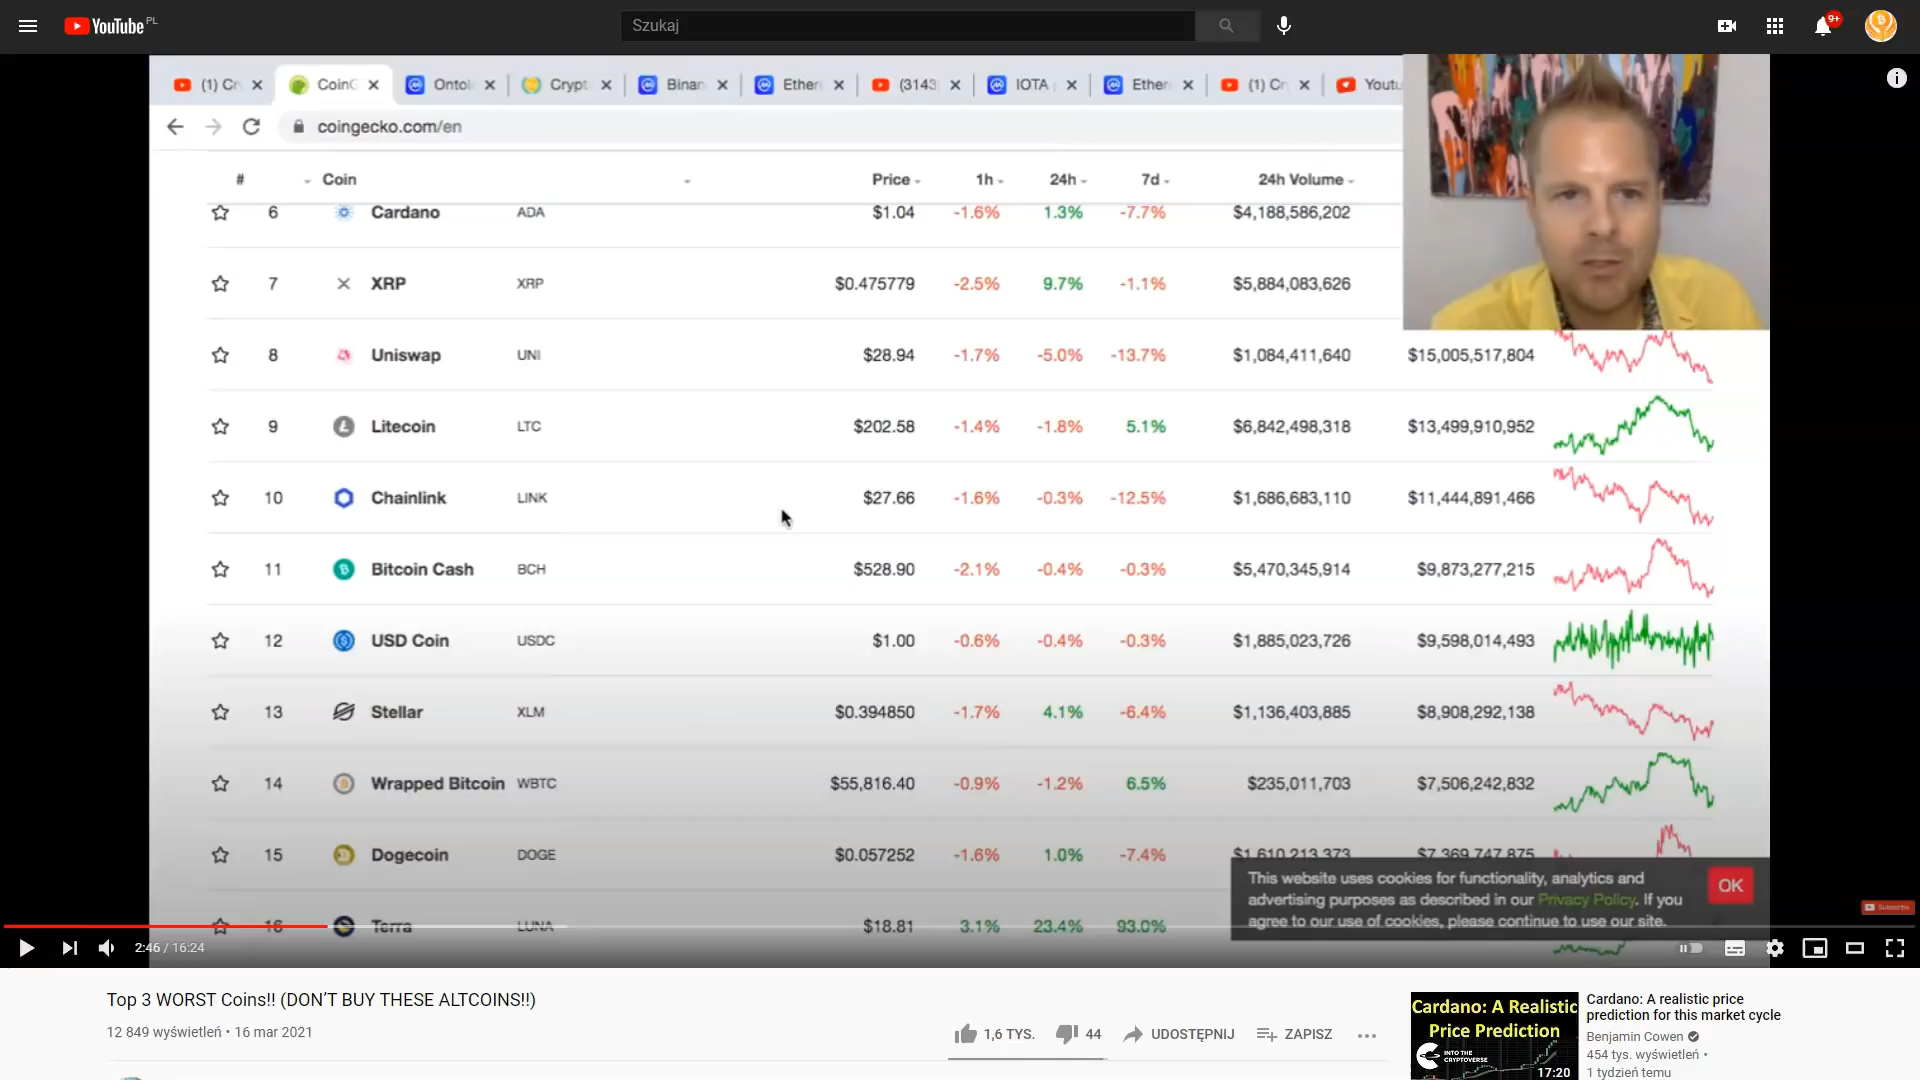 YouTube PL
Szukaj
9+
(1) Cr
CoinG
Ontol
Crypt
Binan
Ether
(3143)
IOTA
Ether
(1) Cr
Youtu
coingecko.com/en
# Coin Price 1h 24h 7d 24h Volume
6 Cardano ADA $1.04 -1.6% 1.3% -7.7% $4,188,586,202
7 XRP XRP $0.475779 -2.5% 9.7% -1.1% $5,884,083,626
8 Uniswap UNI $28.94 -1.7% -5.0% -13.7% $1,084,411,640 $15,005,517,804
9 Litecoin LTC $202.58 -1.4% -1.8% 5.1% $6,842,498,318 $13,499,910,952
10 Chainlink LINK $27.66 -1.6% -0.3% -12.5% $1,686,683,110 $11,444,891,466
11 Bitcoin Cash BCH $528.90 -2.1% -0.4% -0.3% $5,470,345,914 $9,873,277,215
12 USD Coin USDC $1.00 -0.6% -0.4% -0.3% $1,885,023,726 $9,598,014,493
13 Stellar XLM $0.394850 -1.7% 4.1% -6.4% $1,136,403,885 $8,908,292,138
14 Wrapped Bitcoin WBTC $55,816.40 -0.9% -1.2% 6.5% $235,011,703 $7,506,242,832
15 Dogecoin DOGE $0.057252 -1.6% 1.0% -7.4% $1,610,213,373 $7,369,747,875
16 Terra LUNA $18.81 3.1% 23.4% 93.0%
This website uses cookies for functionality, analytics and
advertising purposes as described in our Privacy Policy. If you
agree to our use of cookies, please continue to use our site.
OK
Subscribe
2:46 / 16:24
Top 3 WORST Coins!! (DON’T BUY THESE ALTCOINS!!)
12 849 wyświetleń • 16 mar 2021
1,6 TYS.
44
UDOSTĘPNIJ
ZAPISZ
Cardano: A Realistic
Price Prediction
INTO THE
CRYPTOVERSE
17:20
Cardano: A realistic price
prediction for this market cycle
Benjamin Cowen
454 tys. wyświetleń •
1 tydzień temu